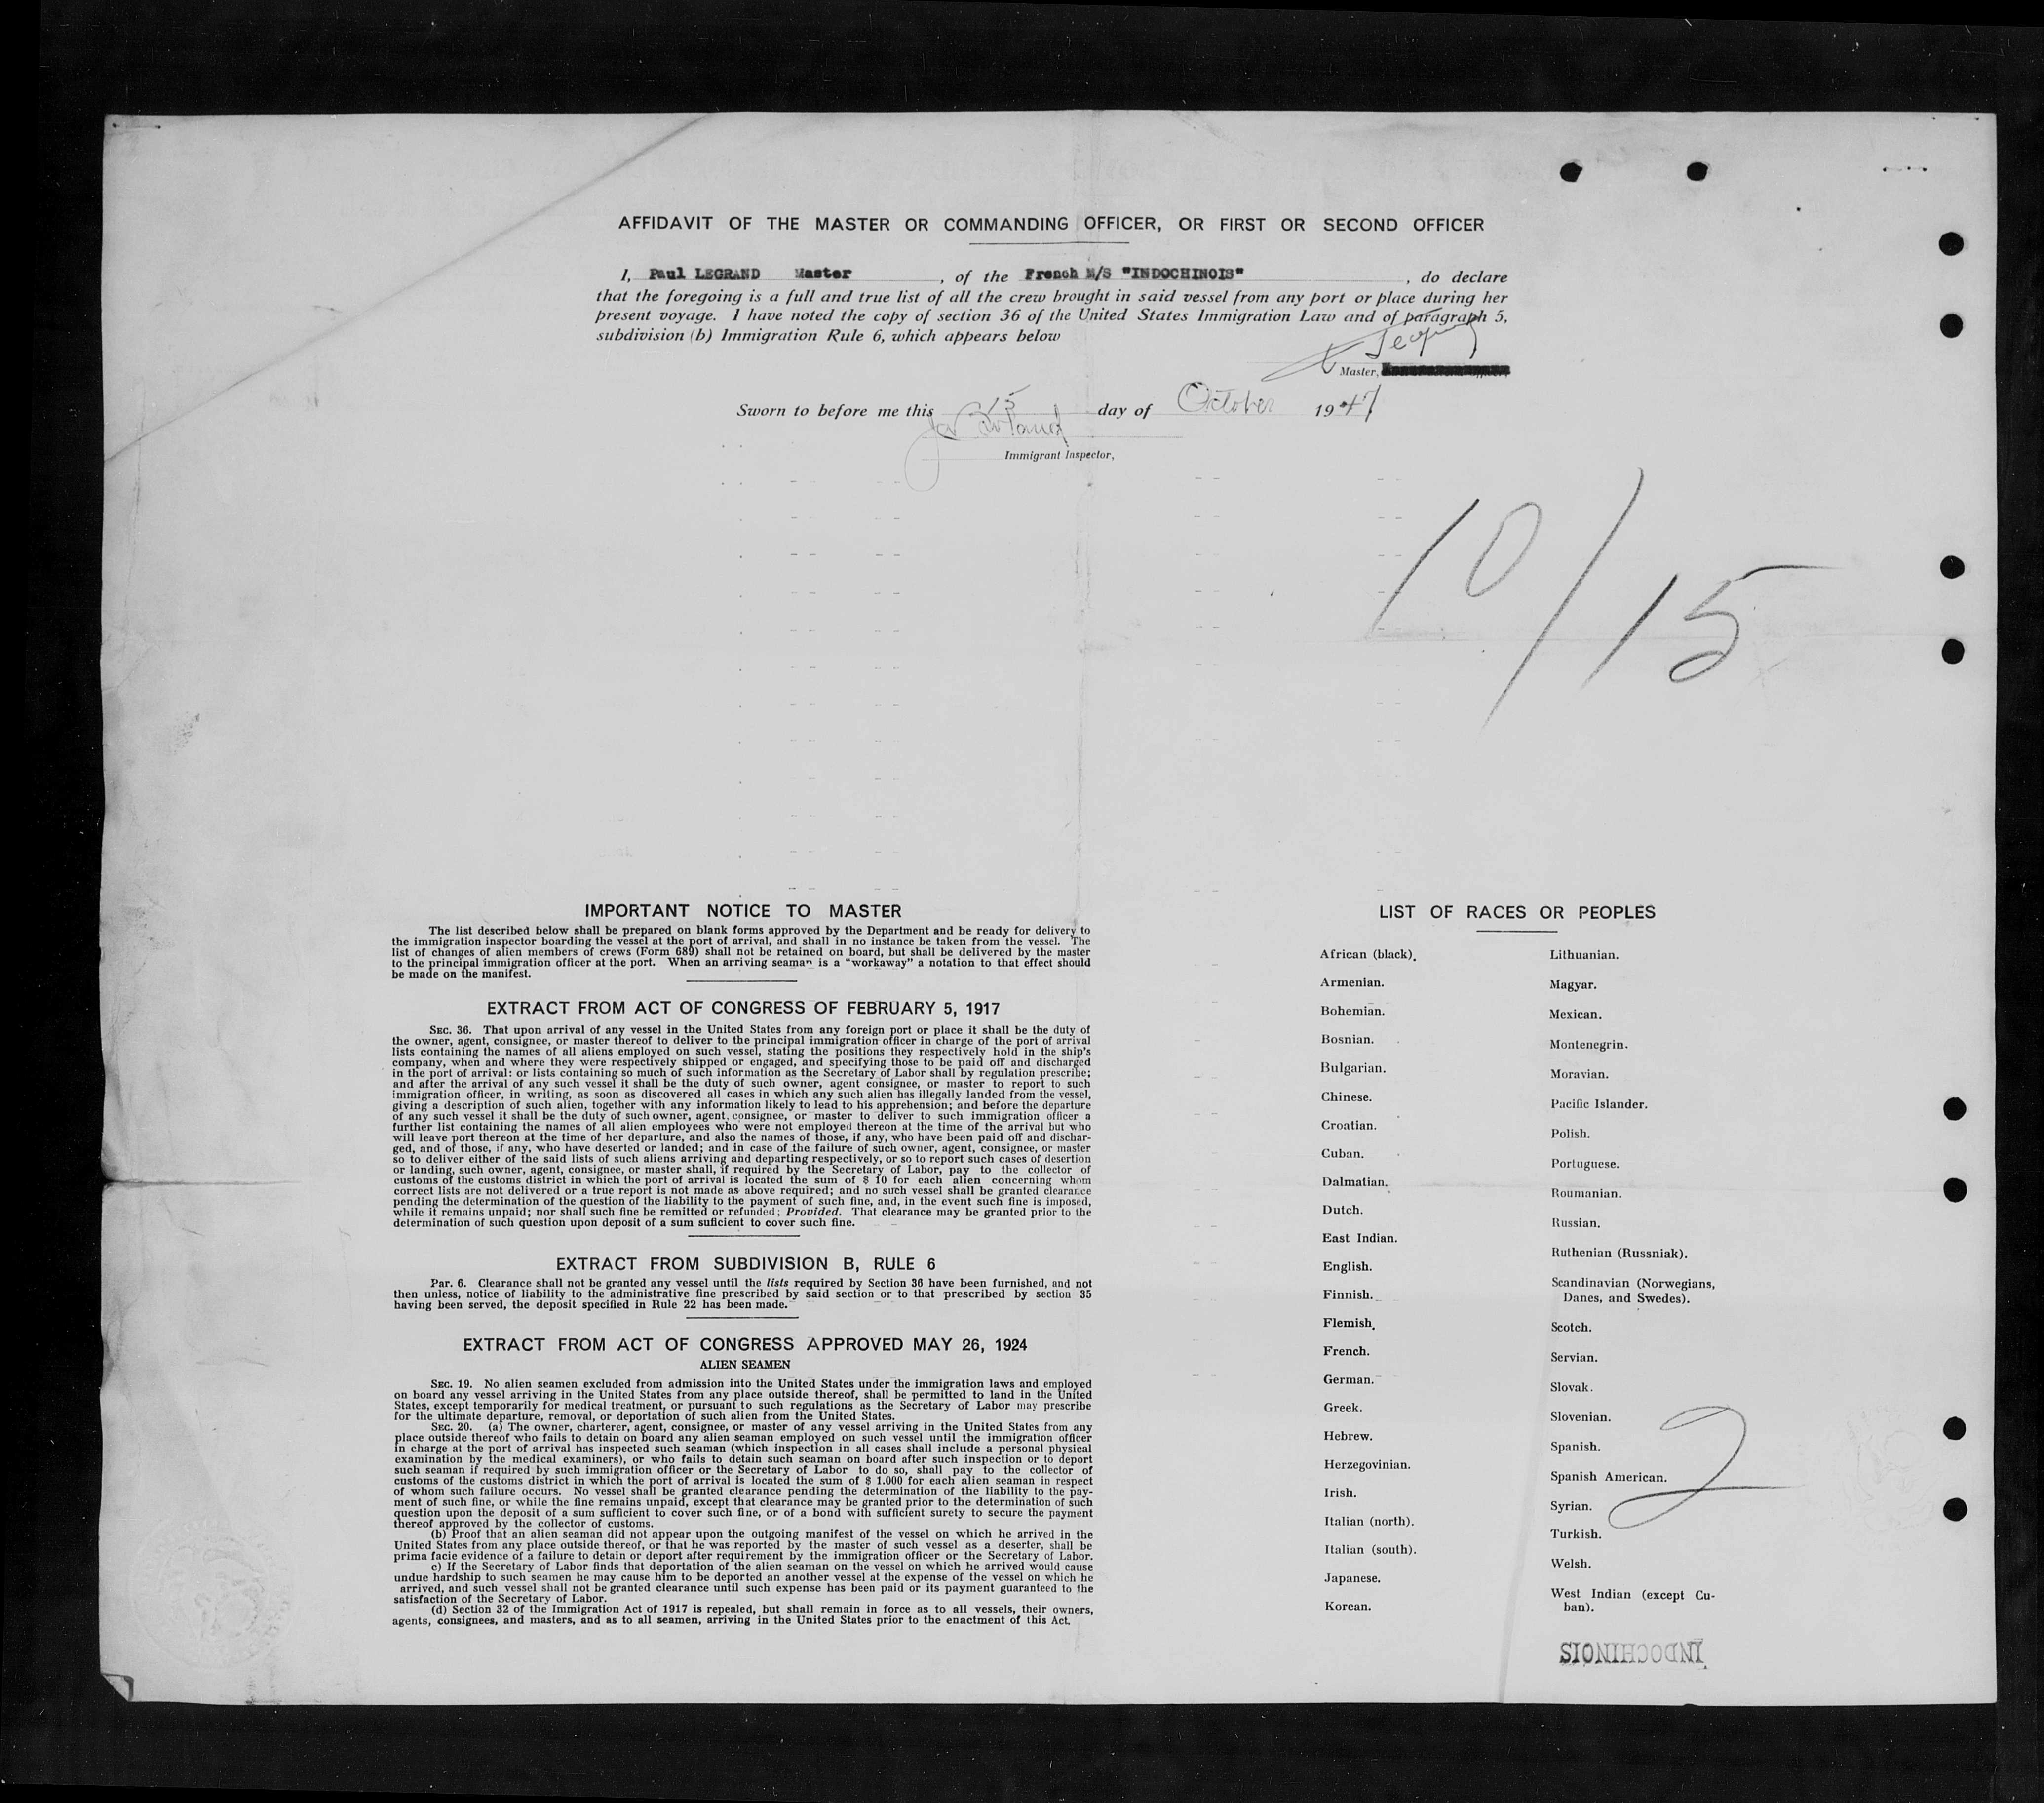 AFFIDAVIT OF THE MASTER OR COMMANDING OFFICER, OR FIRST OR SECOND OFFICER
I, Paul LEGRAND Master , of the French M/S "INDOCHINOIS" , do declare
that the foregoing is a full and true list of all the crew brought in said vessel from any port or place during her
present voyage. I have noted the copy of section 36 of the United States Immigration Law and of paragraph 5,
subdivision (b) Immigration Rule 6, which appears below
Master,
Sworn to before me this 15 day of October 1947
Immigrant Inspector,
10/15
IMPORTANT NOTICE TO MASTER
The list described below shall be prepared on blank forms approved by the Department and be ready for delivery to
the immigration inspector boarding the vessel at the port of arrival, and shall in no instance be taken from the vessel. The
list of changes of alien members of crews (Form 689) shall not be retained on board, but shall be delivered by the master
to the principal immigration officer at the port. When an arriving seaman is a "workaway" a notation to that effect should
be made on the manifest.
EXTRACT FROM ACT OF CONGRESS OF FEBRUARY 5, 1917
SEC. 36. That upon arrival of any vessel in the United States from any foreign port or place it shall be the duty of
the owner, agent, consignee, or master thereof to deliver to the principal immigration officer in charge of the port of arrival
lists containing the names of all aliens employed on such vessel, stating the positions they respectively hold in the ship's
company, when and where they were respectively shipped or engaged, and specifying those to be paid off and discharged
in the port of arrival: or lists containing so much of such information as the Secretary of Labor shall by regulation prescribe;
and after the arrival of any such vessel it shall be the duty of such owner, agent consignee, or master to report to such
immigration officer, in writing, as soon as discovered all cases in which any such alien has illegally landed from the vessel,
giving a description of such alien, together with any information likely to lead to his apprehension; and before the departure
of any such vessel it shall be the duty of such owner, agent, consignee, or master to deliver to such immigration officer a
further list containing the names of all alien employees who were not employed thereon at the time of the arrival but who
will leave port thereon at the time of her departure, and also the names of those, if any, who have been paid off and dischar-
ged, and of those, if any, who have deserted or landed; and in case of the failure of such owner, agent, consignee, or master
so to deliver either of the said lists of such aliens arriving and departing respectively, or so to report such cases of desertion
or landing, such owner, agent, consignee, or master shall, if required by the Secretary of Labor, pay to the collector of
customs of the customs district in which the port of arrival is located the sum of $ 10 for each alien concerning whom
correct lists are not delivered or a true report is not made as above required; and no such vessel shall be granted clearance
pending the determination of the question of the liability to the payment of such fine, and, in the event such fine is imposed,
while it remains unpaid; nor shall such fine be remitted or refunded; Provided. That clearance may be granted prior to the
determination of such question upon deposit of a sum suficient to cover such fine.
EXTRACT FROM SUBDIVISION B, RULE 6
Par. 6. Clearance shall not be granted any vessel until the lists required by Section 36 have been furnished, and not
then unless, notice of liability to the administrative fine prescribed by said section or to that prescribed by section 35
having been served, the deposit specified in Rule 22 has been made.
EXTRACT FROM ACT OF CONGRESS APPROVED MAY 26, 1924
ALIEN SEAMEN
SEC. 19. No alien seamen excluded from admission into the United States under the immigration laws and employed
on board any vessel arriving in the United States from any place outside thereof, shall be permitted to land in the United
States, except temporarily for medical treatment, or pursuant to such regulations as the Secretary of Labor may prescribe
for the ultimate departure, removal, or deportation of such alien from the United States.
SEC. 20. (a) The owner, charterer, agent, consignee, or master of any vessel arriving in the United States from any
place outside thereof who fails to detain on board any alien seaman employed on such vessel until the immigration officer
in charge at the port of arrival has inspected such seaman (which inspection in all cases shall include a personal physical
examination by the medical examiners), or who fails to detain such seaman on board after such inspection or to deport
such seaman if required by such immigration officer or the Secretary of Labor to do so, shall pay to the collector of
customs of the customs district in which the port of arrival is located the sum of $ 1.000 for each alien seaman in respect
of whom such failure occurs. No vessel shall be granted clearance pending the determination of the liability to the pay-
ment of such fine, or while the fine remains unpaid, except that clearance may be granted prior to the determination of such
question upon the deposit of a sum sufficient to cover such fine, or of a bond with sufficient surely to secure the payment
thereof approved by the collector of customs.
(b) Proof that an alien seaman did not appear upon the outgoing manifest of the vessel on which he arrived in the
United States from any place outside thereof, or that he was reported by the master of such vessel as a deserter, shall be
prima facie evidence of a failure to detain or deport after requirement by the immigration officer or the Secretary of Labor.
c) If the Secretary of Labor finds that deportation of the alien seaman on the vessel on which he arrived would cause
undue hardship to such seamen he may cause him to be deported an another vessel at the expense of the vessel on which he
arrived, and such vessel shall not be granted clearance until such expense has been paid or its payment guaranteed to the
satisfaction of the Secretary of Labor.
(d) Section 32 of the Immigration Act of 1917 is repealed, but shall remain in force as to all vessels, their owners,
agents, consignees, and masters, and as to all seamen, arriving in the United States prior to the enactment of this Act.
LIST OF RACES OR PEOPLES
African (black).
Armenian.
Bohemian.
Bosnian.
Bulgarian.
Chinese.
Croatian.
Cuban.
Dalmatian.
Dutch.
East Indian.
English.
Finnish.
Flemish.
French.
German.
Greek.
Hebrew.
Herzegovinian.
Irish.
Italian (north).
Italian (south).
Japanese.
Korean.
Lithuanian.
Magyar.
Mexican.
Montenegrin.
Moravian.
Pacific Islander.
Polish.
Portuguese.
Roumanian.
Russian.
Ruthenian (Russniak).
Scandinavian (Norwegians,
Danes, and Swedes).
Scotch.
Servian.
Slovak.
Slovenian.
Spanish.
Spanish American.
Syrian.
Turkish.
Welsh.
West Indian (except Cu-
ban).
2
INDOCHINOIS